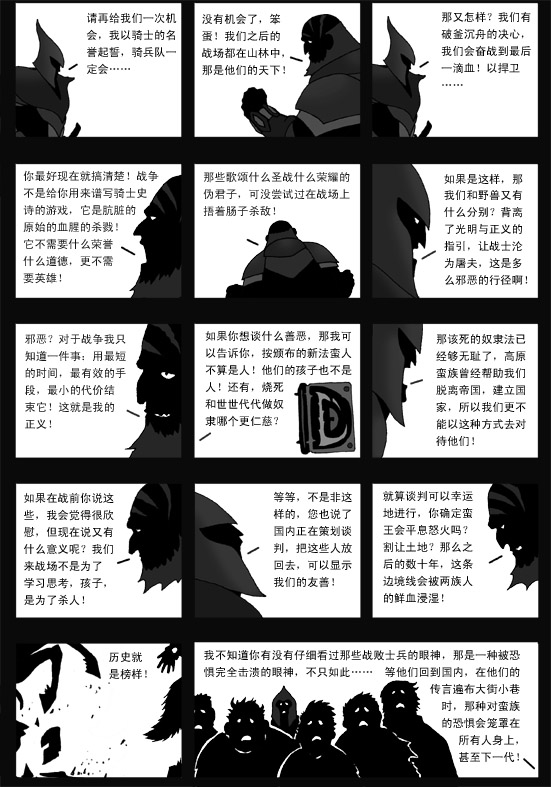 请再给我们一次机
会，我以骑士的名
誉起誓，骑兵队一
定会……
没有机会了，笨
蛋！我们之后的
战场都在山林中，
那是他们的天下！
那又怎样？我们有
破釜沉舟的决心，
我们会奋战到最后
一滴血！以捍卫
……
你最好现在就搞清楚！战争
不是给你用来谱写骑士史
诗的游戏，它是肮脏的
原始的血腥的杀戮！
它不需要什么荣誉
什么道德，更不需
要英雄！
那些歌颂什么圣战什么荣耀的
伪君子，可没尝试过在战场上
捂着肠子杀敌！
如果是这样，那
我们和野兽又有
什么分别？背离
了光明与正义的
指引，让战士沦
为屠夫，这是多
么邪恶的行径啊！
邪恶？对于战争我只
知道一件事：用最短
的时间，最有效的手
段，最小的代价结
束它！这就是我的
正义！
如果你想谈什么善恶，那我可
以告诉你，按颁布的新法蛮人
不算是人！他们的孩子也不是
人！还有，烧死
和世世代代做奴
隶哪个更仁慈？
那该死的奴隶法已
经够无耻了，高原
蛮族曾经帮助我们
脱离帝国，建立国
家，所以我们更不
能以这种方式去对
待他们！
如果在战前你说这
些，我会觉得很欣
慰，但现在说又有
什么意义呢？我们
来战场不是为了
学习思考，孩子，
是为了杀人！
等等，不是非这
样的，您也说了
国内正在策划谈
判，把这些人放
回去，可以显示
我们的友善！
就算谈判可以幸运
地进行，你确定蛮
王会平息怒火吗？
割让土地？那么之
后的数十年，这条
边境线会被两族人
的鲜血浸湿！
历史就
是榜样！
我不知道你有没有仔细看过那些战败士兵的眼神，那是一种被恐
惧完全击溃的眼神，不只如此…… 等他们回到国内，在他们的
传言遍布大街小巷
时，那种对蛮族
的恐惧会笼罩在
所有人身上，
甚至下一代！